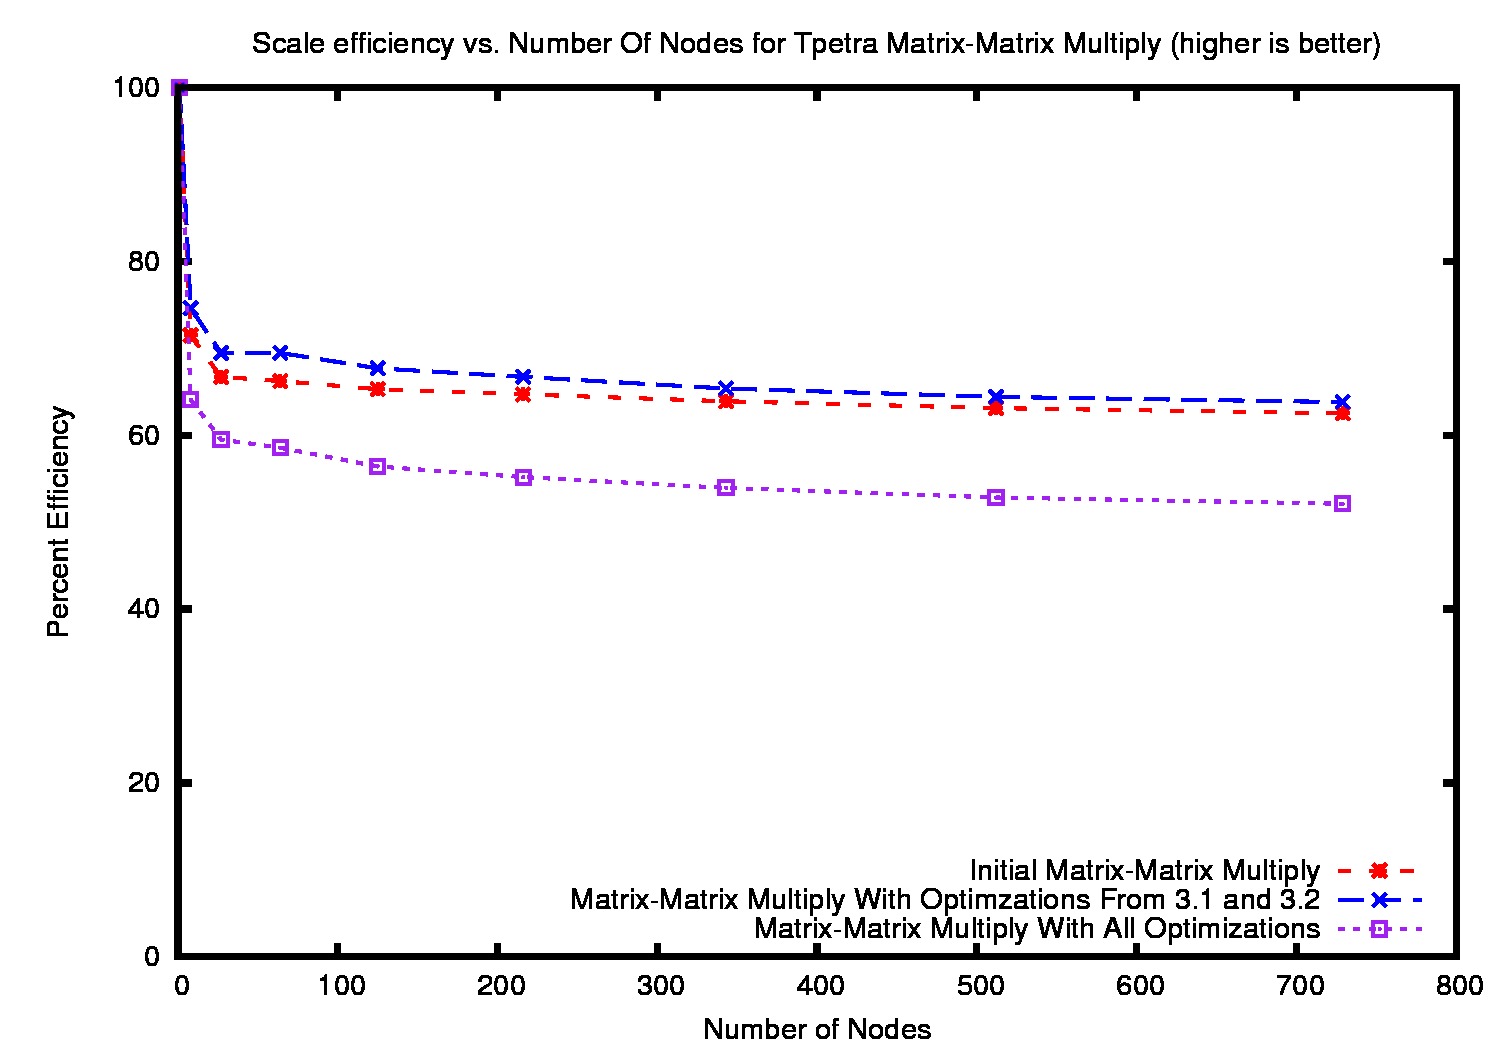 Scale efficiency vs. Number Of Nodes for Tpetra Matrix-Matrix Multiply (higher is better)
100
80
60
40
20
0
Percent Efficiency
Initial Matrix-Matrix Multiply
Matrix-Matrix Multiply With Optimzations From 3.1 and 3.2
Matrix-Matrix Multiply With All Optimizations
0 100 200 300 400 500 600 700 800
Number of Nodes